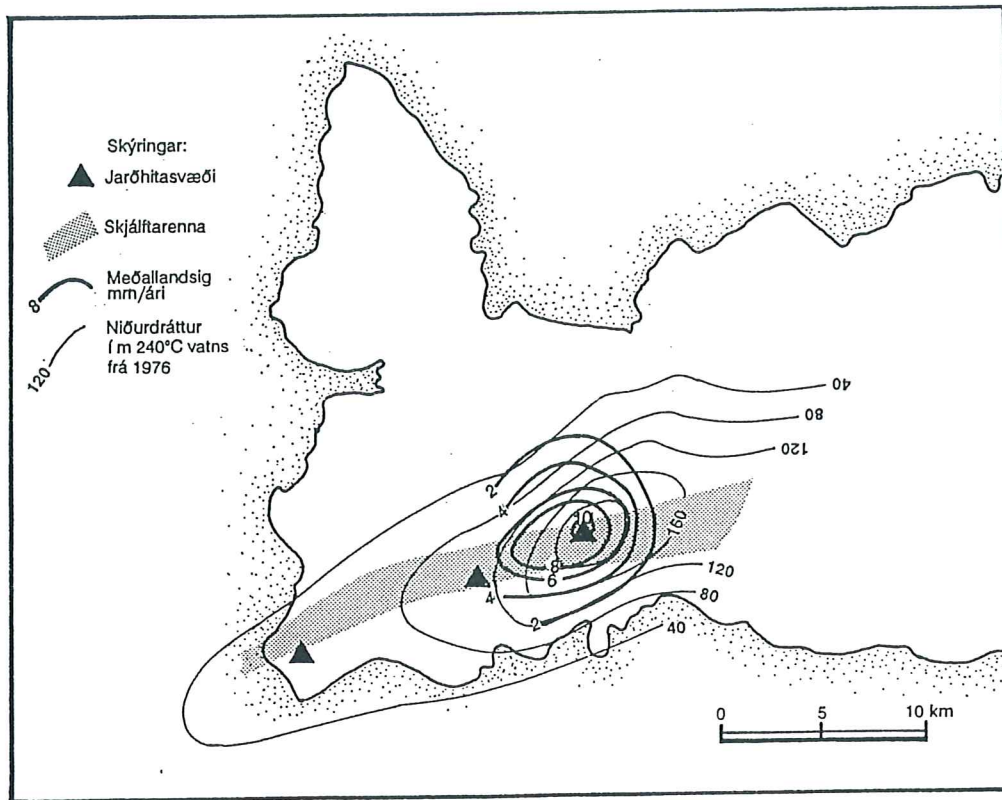 Skýringar:
Jarðhitasvæði
Skjálftarenna
Meðallandsig
mm/ári
8
Niðurdráttur
í m 240°C vatns
frá 1976
120
40
80
120
2
4
10
160
8
6
4
2
120
80
40
0 5 10 km